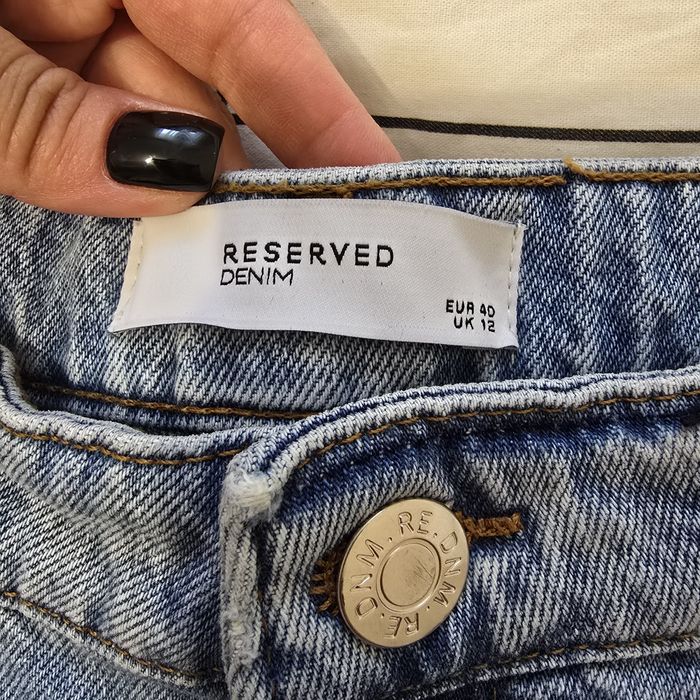 RESERVED
DENIM
EUR 40
UK 12
RE.DNM.RE.DNM.